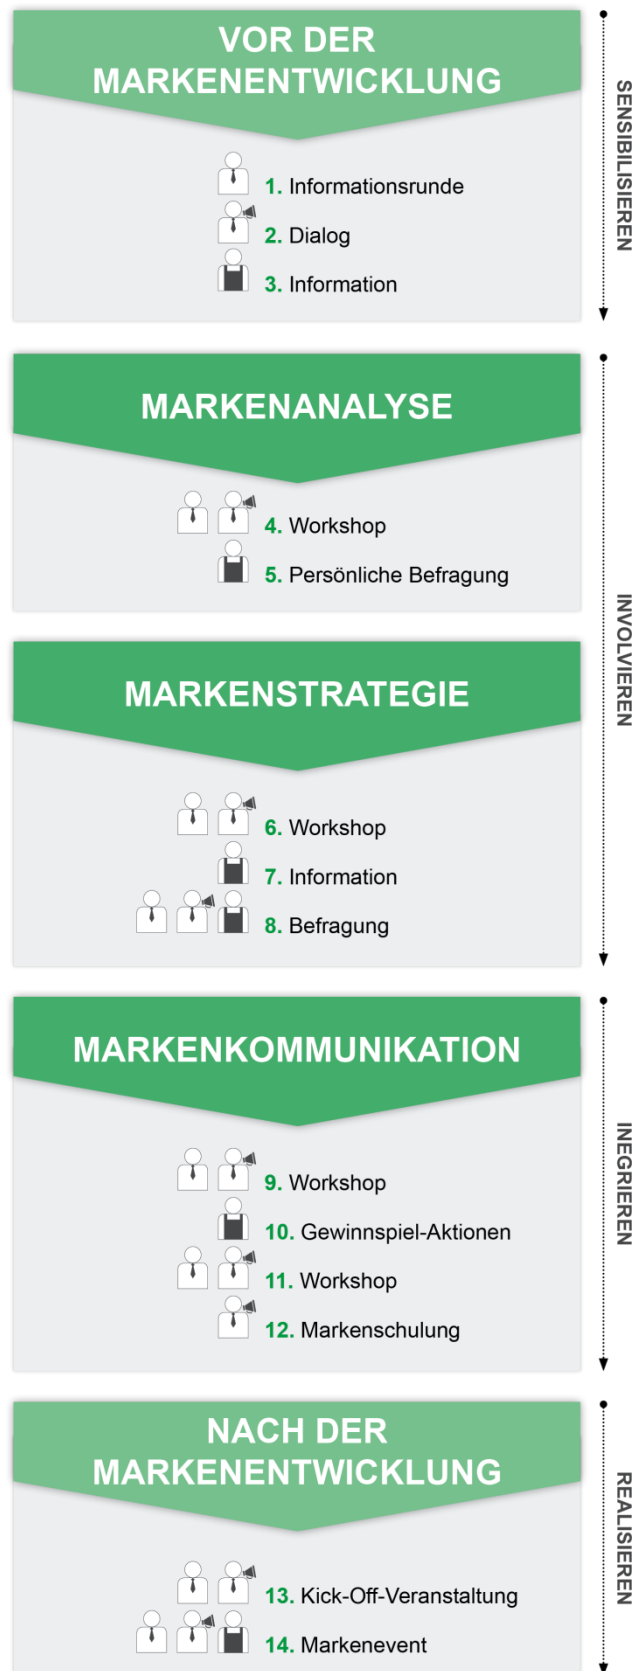 VOR DER
MARKENENTWICKLUNG
1. Informationsrunde
2. Dialog
3. Information
SENSIBILISIEREN
MARKENANALYSE
4. Workshop
5. Persönliche Befragung
MARKENSTRATEGIE
6. Workshop
7. Information
8. Befragung
INVOLVIEREN
MARKENKOMMUNIKATION
9. Workshop
10. Gewinnspiel-Aktionen
11. Workshop
12. Markenschulung
INEGRIEREN
NACH DER
MARKENENTWICKLUNG
13. Kick-Off-Veranstaltung
14. Markenevent
REALISIEREN